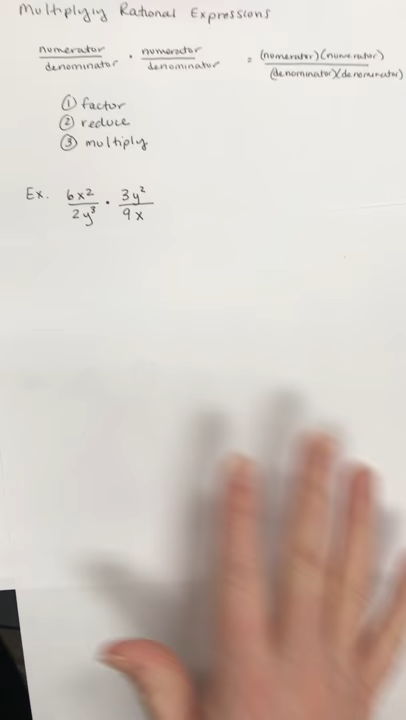 Multiplying Rational Expressions
numerator/denominator · numerator/denominator = (numerator)(numerator)/(denominator)(denominator)
① factor
② reduce
③ multiply
Ex. 6x²/2y³ · 3y²/9x